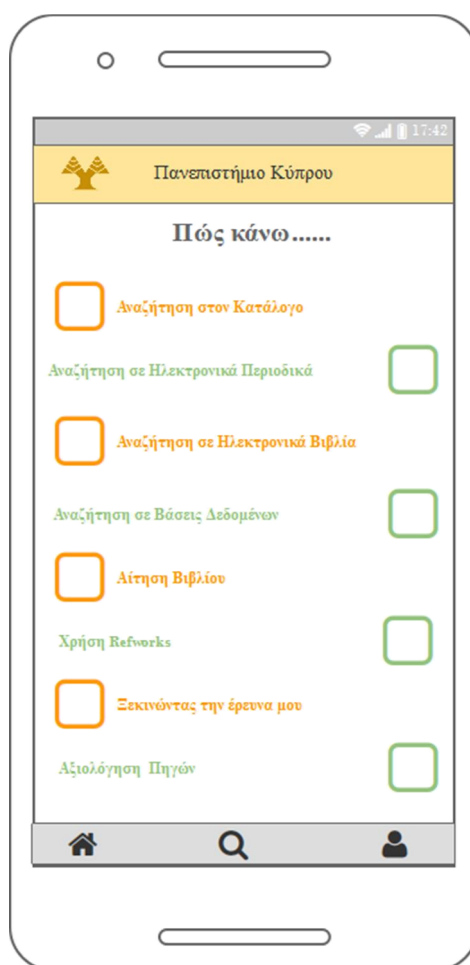 17:42
Πανεπιστήμιο Κύπρου
Πώς κάνω......
Αναζήτηση στον Κατάλογο
Αναζήτηση σε Ηλεκτρονικά Περιοδικά
Αναζήτηση σε Ηλεκτρονικά Βιβλία
Αναζήτηση σε Βάσεις Δεδομένων
Αίτηση Βιβλίου
Χρήση Refworks
Ξεκινώντας την έρευνα μου
Αξιολόγηση Πηγών